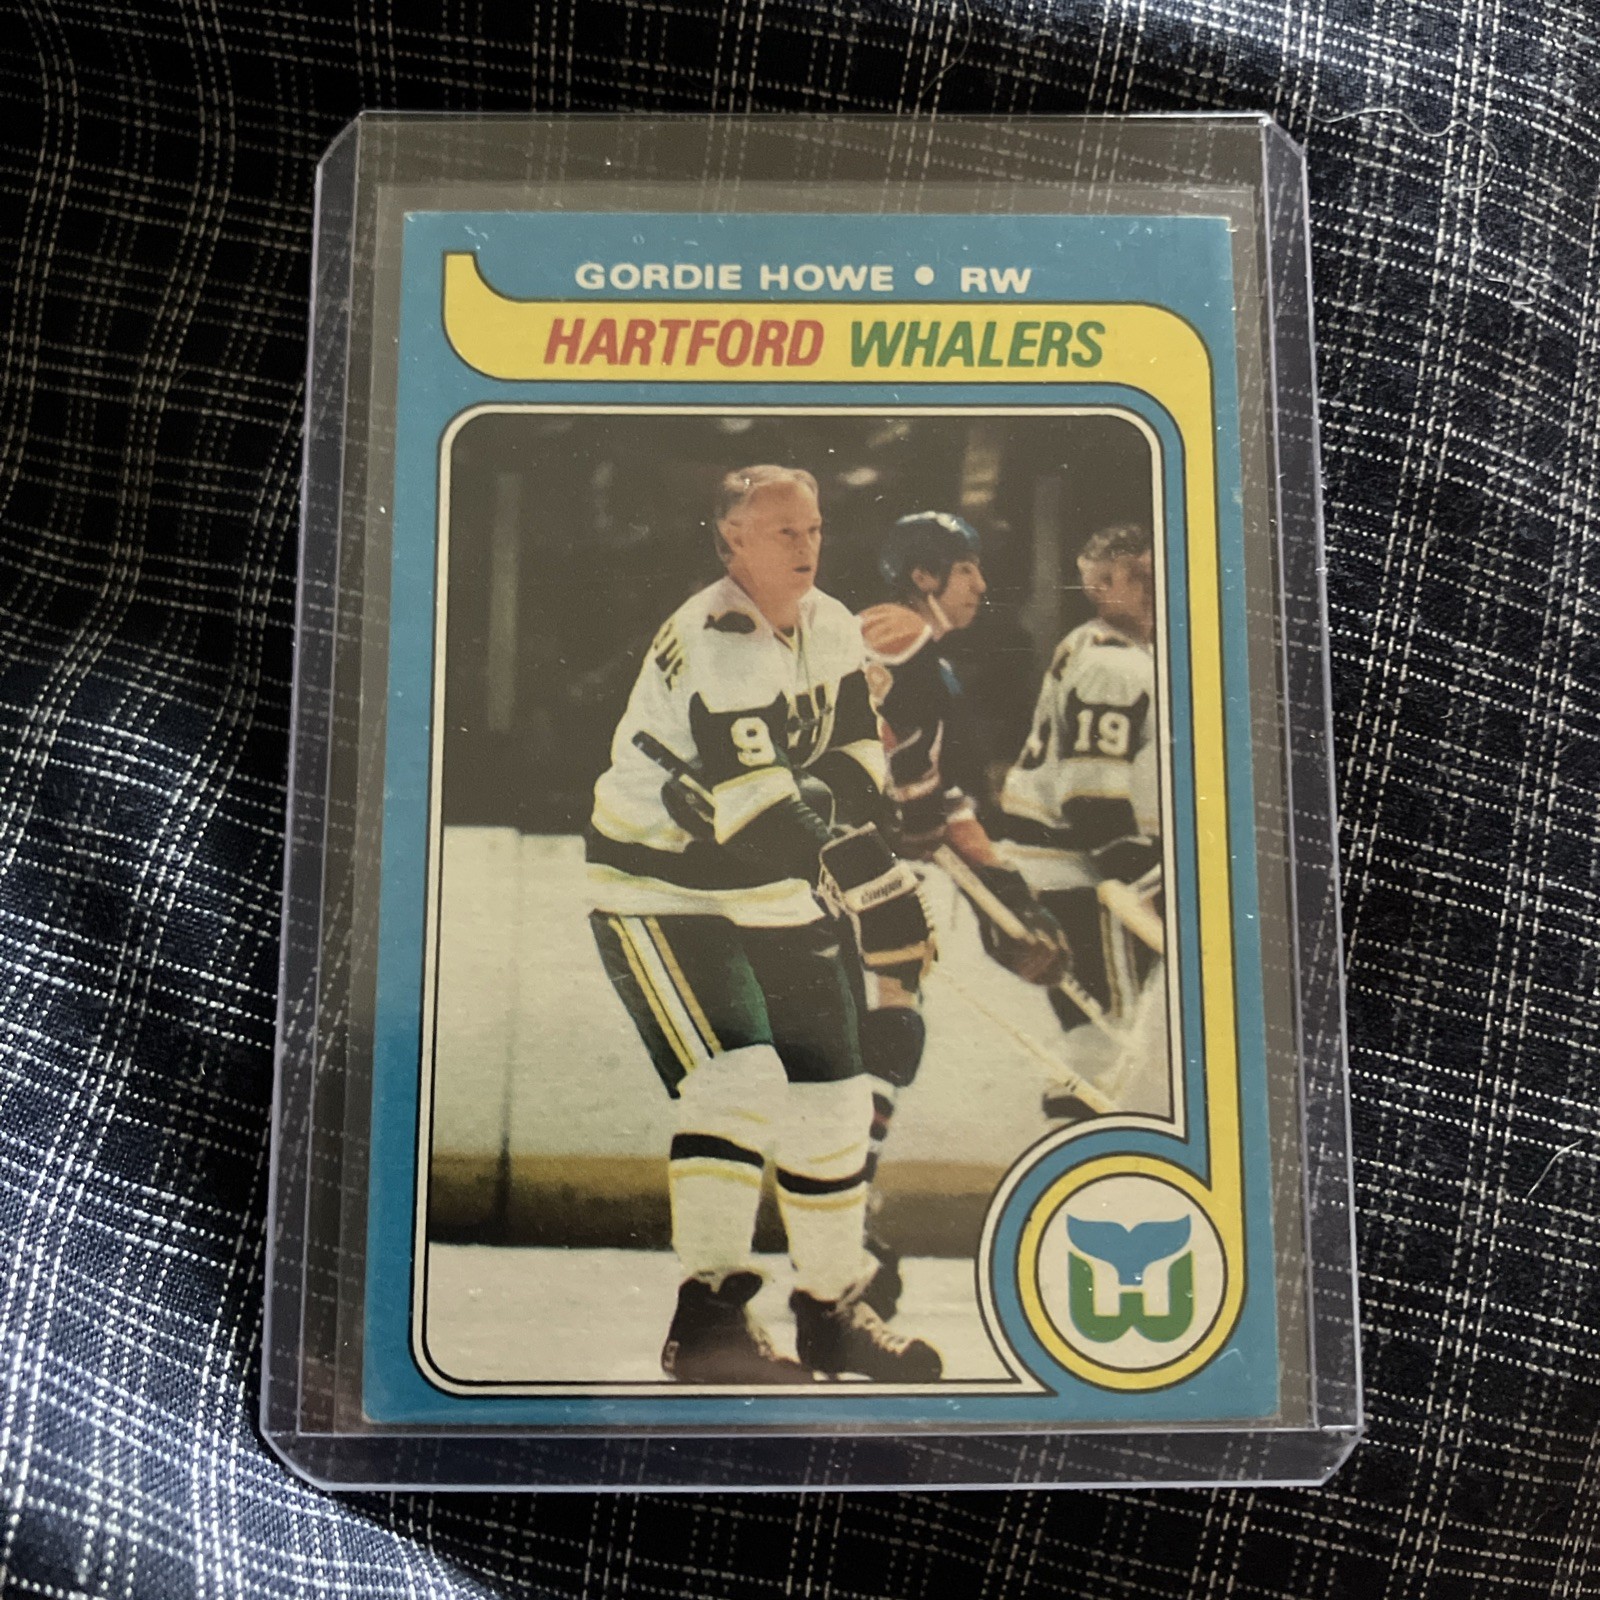 GORDIE HOWE • RW
HARTFORD WHALERS
9
19